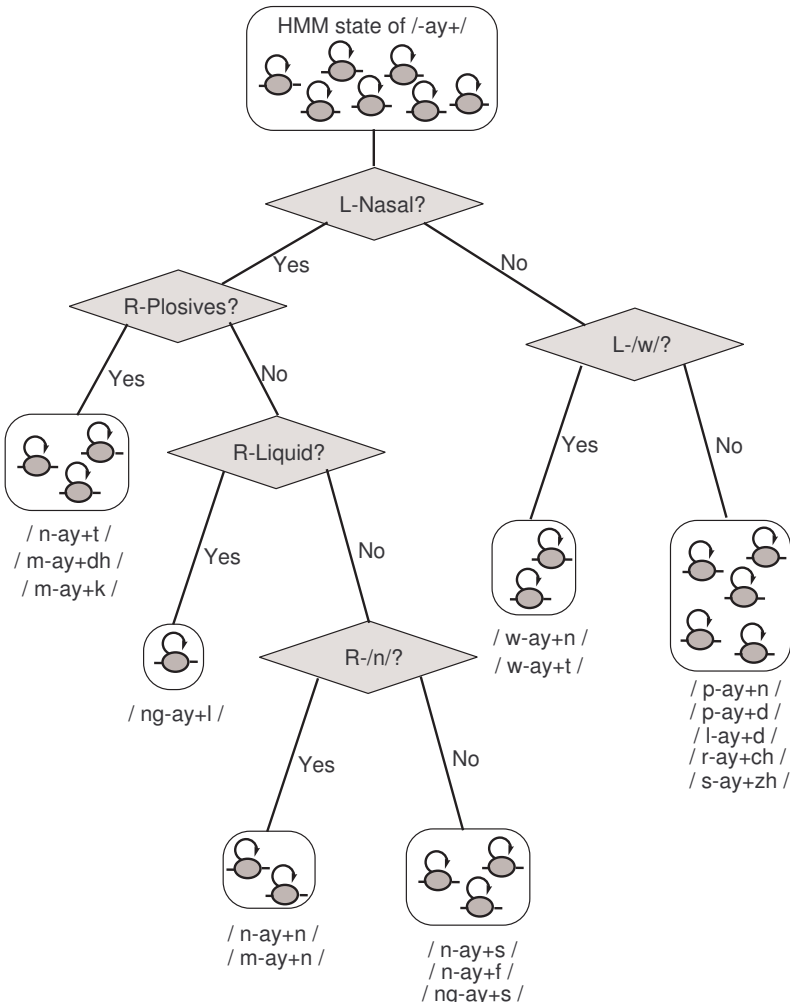 HMM state of /-ay+/
L-Nasal?
Yes
No
R-Plosives?
L-/w/?
Yes
No
Yes
No
R-Liquid?
/ n-ay+t /
/ m-ay+dh /
/ m-ay+k /
Yes
No
/ w-ay+n /
/ w-ay+t /
R-/n/?
/ ng-ay+l /
/ p-ay+n /
/ p-ay+d /
/ l-ay+d /
/ r-ay+ch /
/ s-ay+zh /
Yes
No
/ n-ay+n /
/ m-ay+n /
/ n-ay+s /
/ n-ay+f /
/ ng-ay+s /